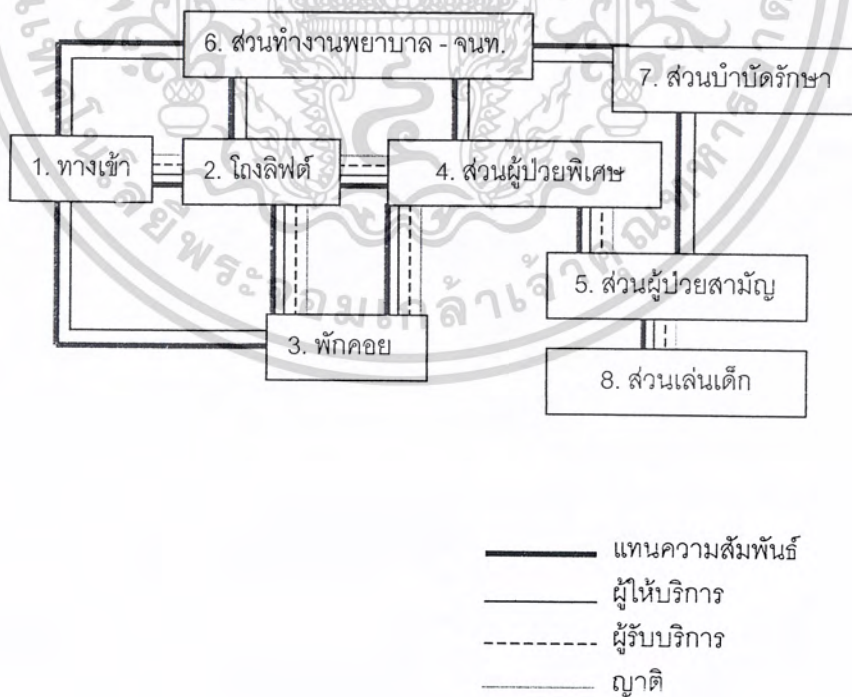 6. ส่วนทำงานพยาบาล - จนท.
7. ส่วนบำบัดรักษา
1. ทางเข้า
2. โถงลิฟต์
4. ส่วนผู้ป่วยพิเศษ
5. ส่วนผู้ป่วยสามัญ
3. พักคอย
8. ส่วนเล่นเด็ก
แทนความสัมพันธ์
ผู้ให้บริการ
ผู้รับบริการ
ญาติ